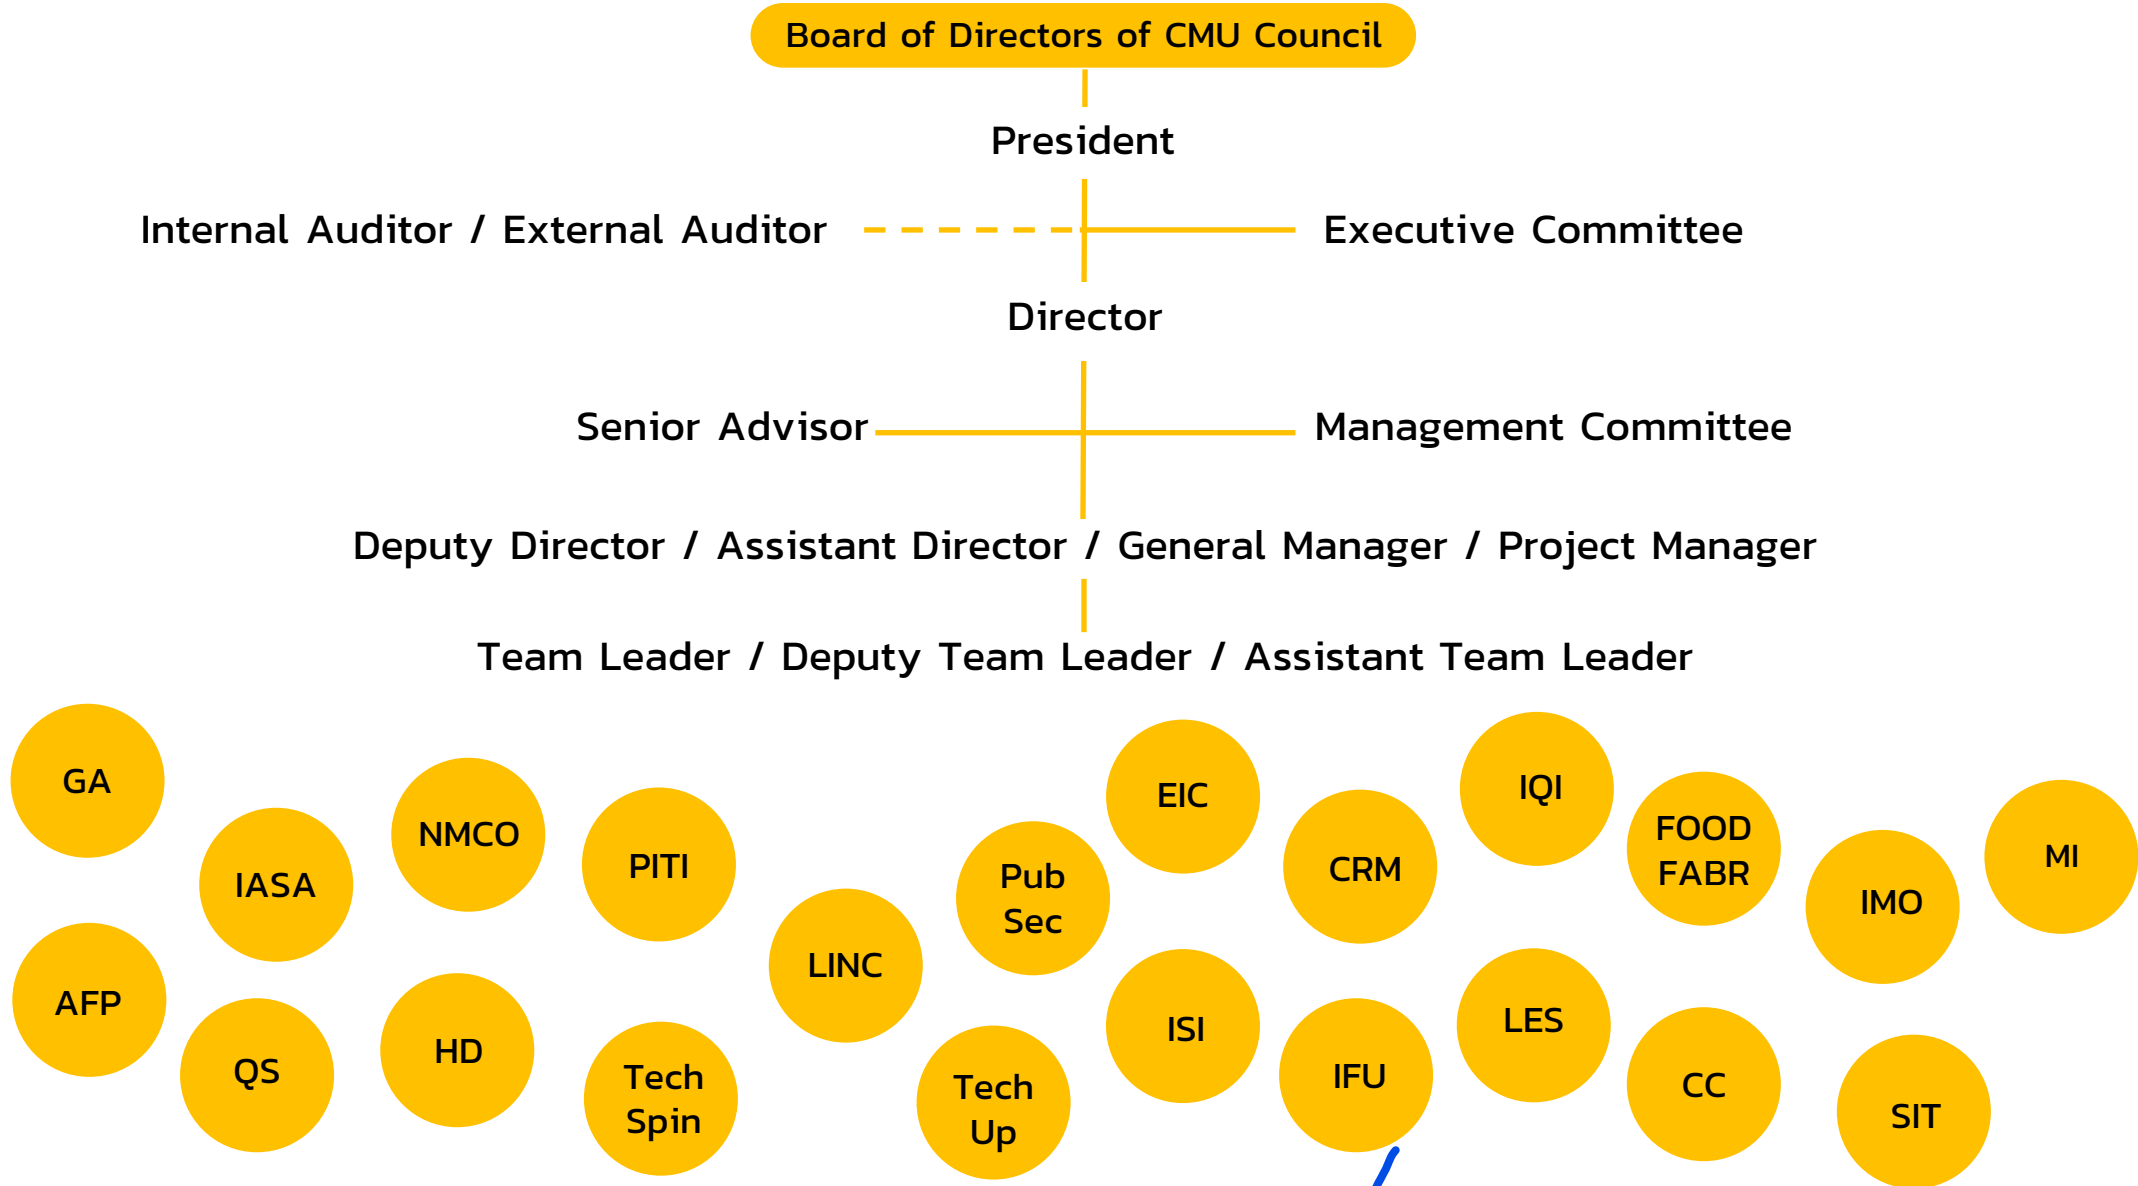 Board of Directors of CMU Council
President
Internal Auditor / External Auditor
Executive Committee
Director
Senior Advisor
Management Committee
Deputy Director / Assistant Director / General Manager / Project Manager
Team Leader / Deputy Team Leader / Assistant Team Leader
GA
IASA
NMCO
PITI
LINC
Pub
Sec
EIC
CRM
IQI
FOOD
FABR
IMO
MI
AFP
QS
HD
Tech
Spin
Tech
Up
ISI
IFU
LES
CC
SIT